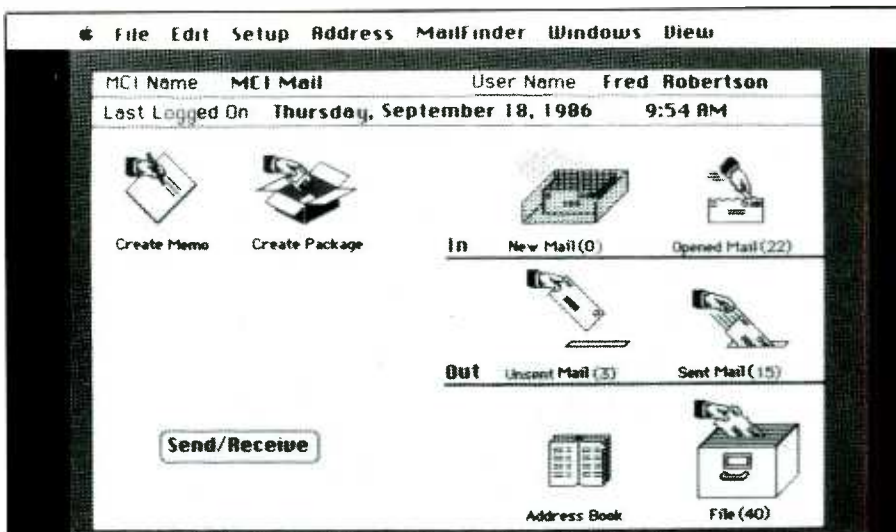 File Edit Setup Address MailFinder Windows View
MCI Name MCI Mail User Name Fred Robertson
Last Logged On Thursday, September 18, 1986 9:54 AM
Create Memo Create Package In New Mail (0) Opened Mail (22)
Out Unsent Mail (3) Sent Mail (15)
Send/Receive
Address Book File (40)